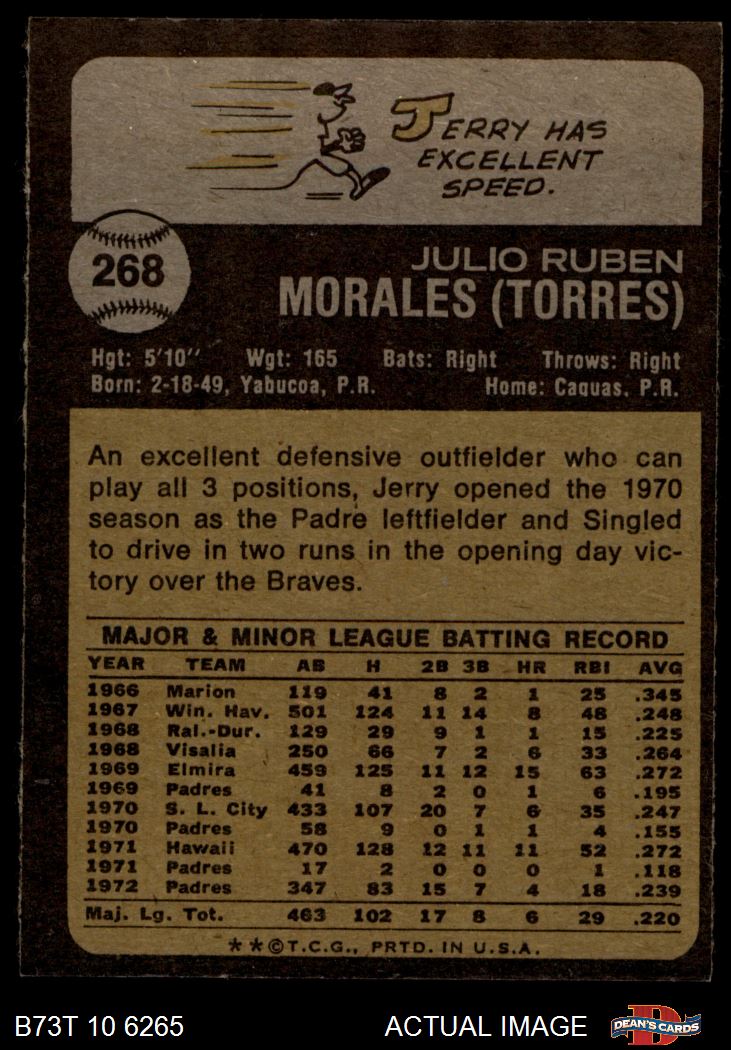 JERRY HAS
EXCELLENT
SPEED.
268
JULIO RUBEN
MORALES (TORRES)
Hgt: 5'10" Wgt: 165 Bats: Right Throws: Right
Born: 2-18-49, Yabucoa, P.R. Home: Caguas, P.R.
An excellent defensive outfielder who can
play all 3 positions, Jerry opened the 1970
season as the Padre leftfielder and Singled
to drive in two runs in the opening day vic-
tory over the Braves.
MAJOR & MINOR LEAGUE BATTING RECORD
YEAR TEAM AB H 2B 3B HR RBI AVG
1966 Marion 119 41 8 2 1 25 .345
1967 Win. Hav. 501 124 11 14 8 48 .248
1968 Ral.-Dur. 129 29 9 1 1 15 .225
1968 Visalia 250 66 7 2 6 33 .264
1969 Elmira 459 125 11 12 15 63 .272
1969 Padres 41 8 2 0 1 6 .195
1970 S. L. City 433 107 20 7 6 35 .247
1970 Padres 58 9 0 1 1 4 .155
1971 Hawaii 470 128 12 11 11 52 .272
1971 Padres 17 2 0 0 0 1 .118
1972 Padres 347 83 15 7 4 18 .239
Maj. Lg. Tot. 463 102 17 8 6 29 .220
**©T.C.G., PRTD. IN U.S.A.
B73T 10 6265 ACTUAL IMAGE
D
DEAN'S CARDS